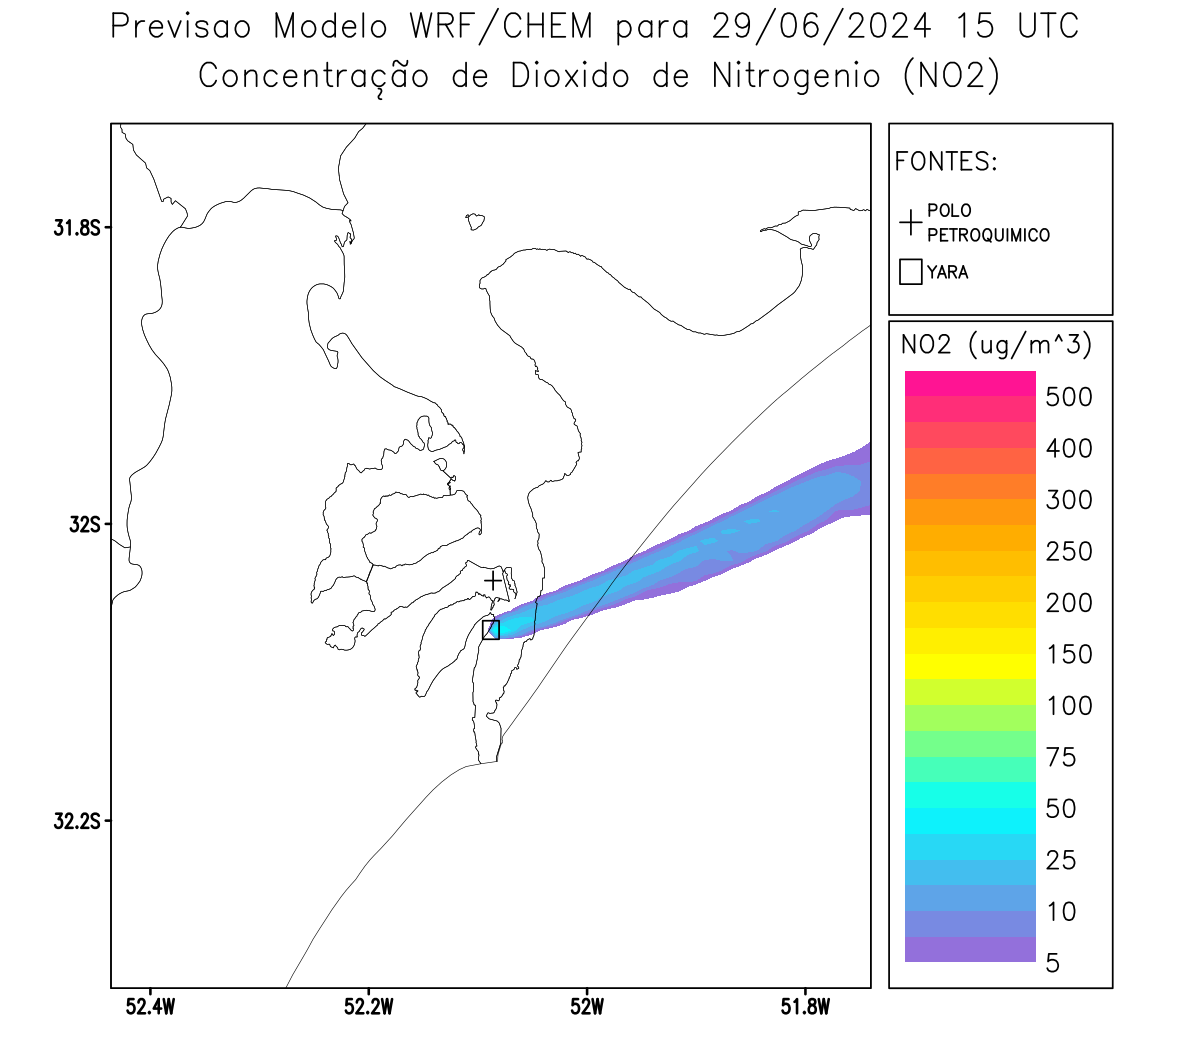 Previsao Modelo WRF/CHEM para 29/06/2024 15 UTC
Concentração de Dioxido de Nitrogenio (NO2)
FONTES:
POLO
PETROQUIMICO
YARA
NO2 (ug/m^3)
500
400
300
250
200
150
100
75
50
25
10
5
31.8S
32S
32.2S
52.4W
52.2W
52W
51.8W